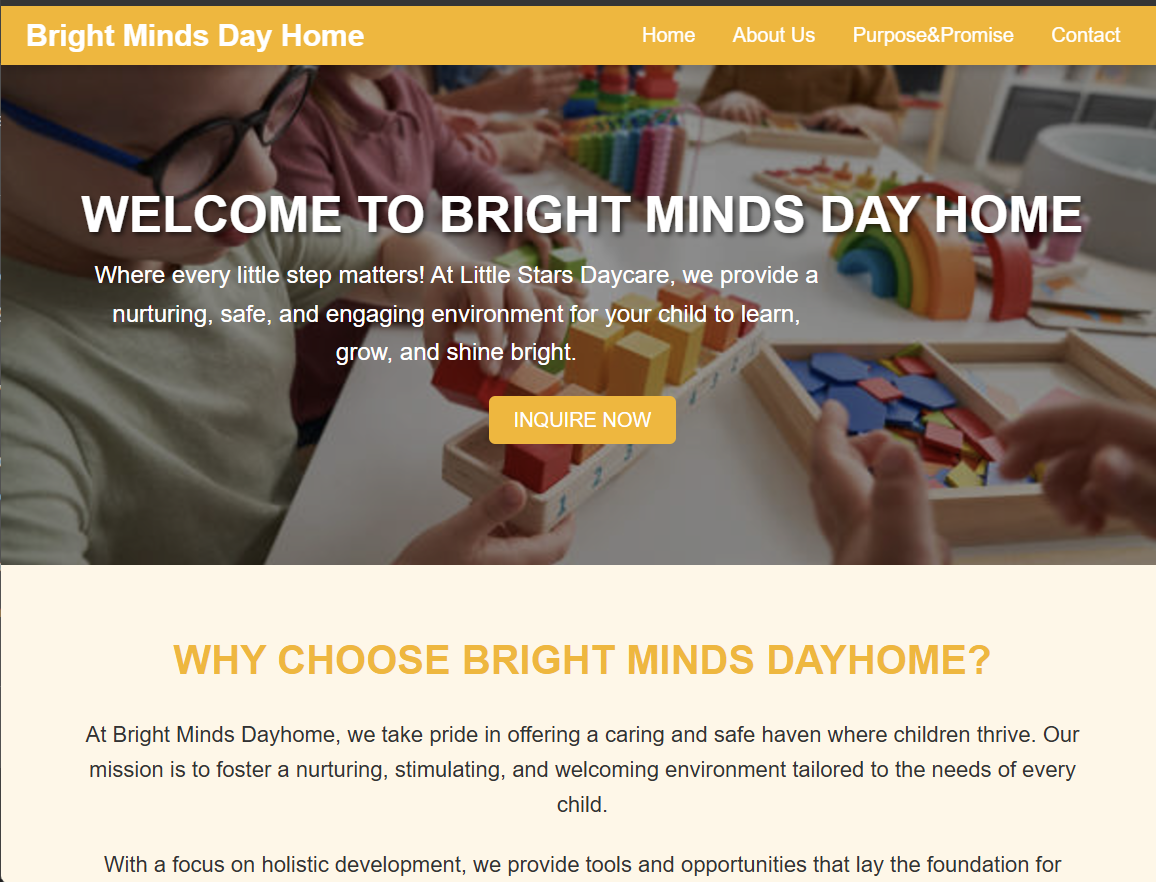 Bright Minds Day Home
Home About Us Purpose&Promise Contact
WELCOME TO BRIGHT MINDS DAY HOME
Where every little step matters! At Little Stars Daycare, we provide a
nurturing, safe, and engaging environment for your child to learn,
grow, and shine bright.
INQUIRE NOW
1 2 3
WHY CHOOSE BRIGHT MINDS DAYHOME?
At Bright Minds Dayhome, we take pride in offering a caring and safe haven where children thrive. Our
mission is to foster a nurturing, stimulating, and welcoming environment tailored to the needs of every
child.
With a focus on holistic development, we provide tools and opportunities that lay the foundation for